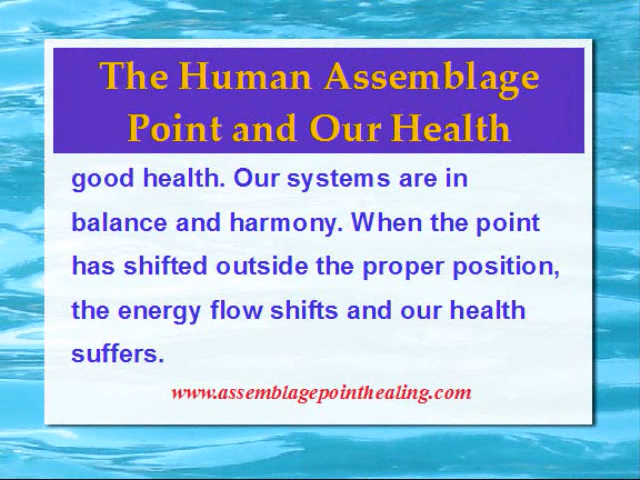 The Human Assemblage
Point and Our Health
good health. Our systems are in
balance and harmony. When the point
has shifted outside the proper position,
the energy flow shifts and our health
suffers.
www.assemblagepointhealing.com